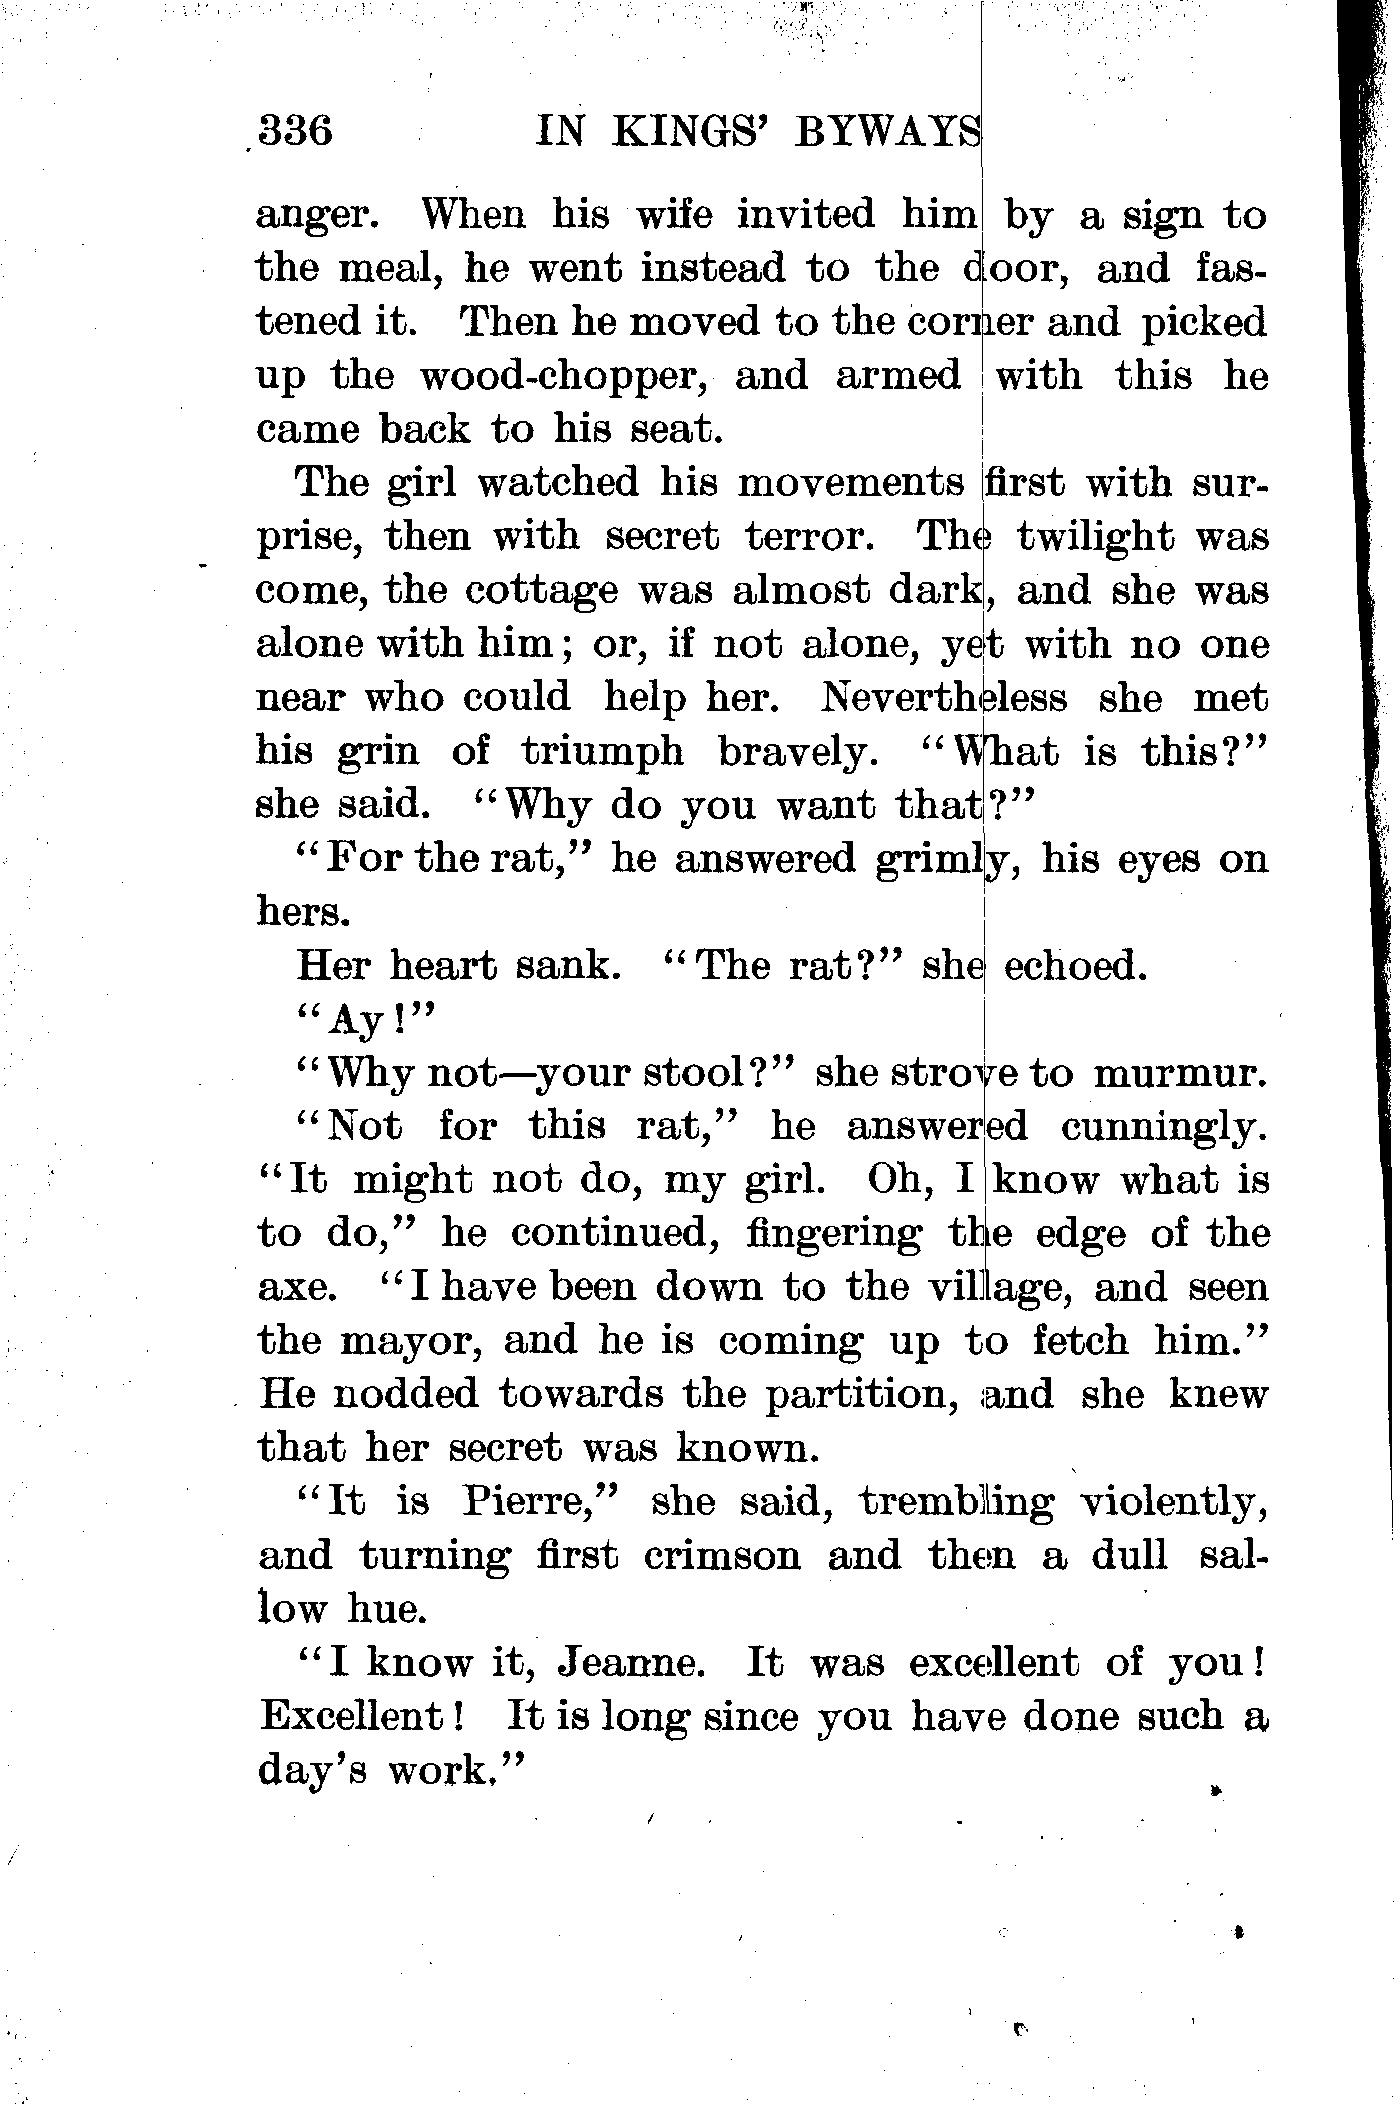 336 IN KINGS' BYWAYS
anger. When his wife invited him by a sign to
the meal, he went instead to the door, and fas-
tened it. Then he moved to the corner and picked
up the wood-chopper, and armed with this he
came back to his seat.
The girl watched his movements first with sur-
prise, then with secret terror. The twilight was
come, the cottage was almost dark, and she was
alone with him; or, if not alone, yet with no one
near who could help her. Nevertheless she met
his grin of triumph bravely. "What is this?"
she said. "Why do you want that?"
"For the rat," he answered grimly, his eyes on
hers.
Her heart sank. "The rat?" she echoed.
"Ay!"
"Why not—your stool?" she strove to murmur.
"Not for this rat," he answered cunningly.
"It might not do, my girl. Oh, I know what is
to do," he continued, fingering the edge of the
axe. "I have been down to the village, and seen
the mayor, and he is coming up to fetch him."
He nodded towards the partition, and she knew
that her secret was known.
"It is Pierre," she said, trembling violently,
and turning first crimson and then a dull sal-
low hue.
"I know it, Jeanne. It was excellent of you!
Excellent! It is long since you have done such a
day's work."